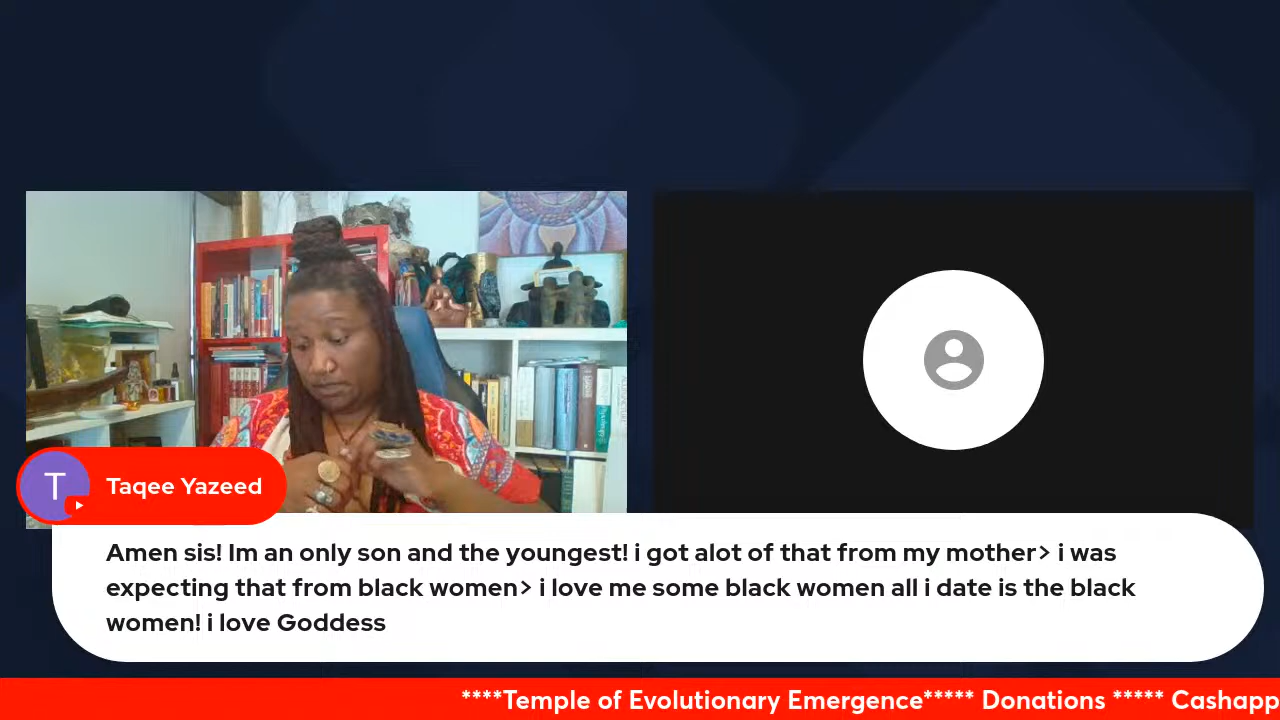 T
Taqee Yazeed
Amen sis! Im an only son and the youngest! i got alot of that from my mother> i was
expecting that from black women> i love me some black women all i date is the black
women! i love Goddess
****Temple of Evolutionary Emergence***** Donations ***** Cashapp